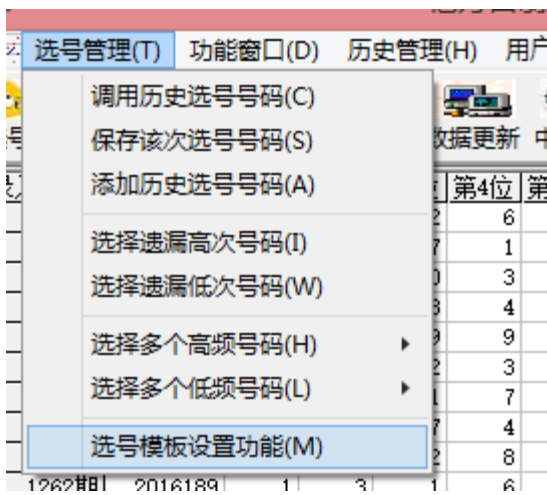 选号管理(T) 功能窗口(D) 历史管理(H) 用户
调用历史选号号码(C)
保存该次选号号码(S)
数据更新 中
添加历史选号号码(A)
第4位 第
6
选择遗漏高次号码(I)
1
选择遗漏低次号码(W)
3
4
选择多个高频号码(H)
9
3
选择多个低频号码(L)
7
4
选号模板设置功能(M)
8
1262期 2016189 1 3 1 6